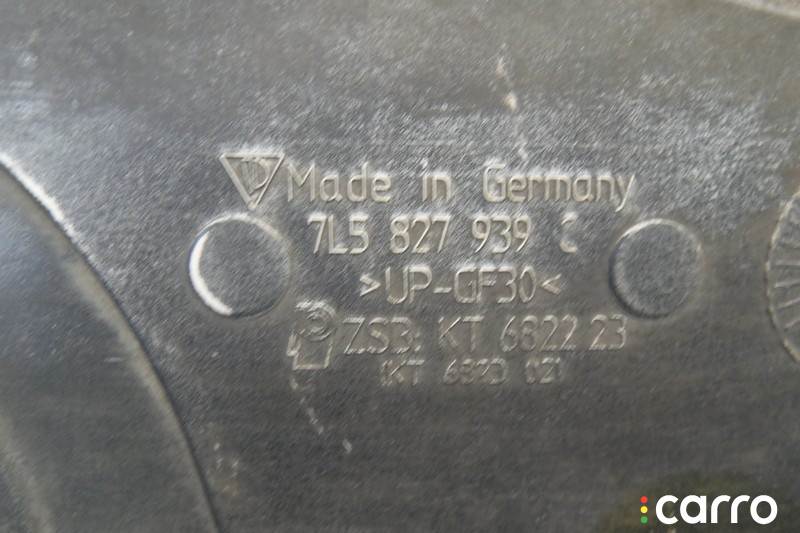 Made in Germany
7L5 827 939 C
>UP-GF30<
ZSB: KT 6822 23
carro